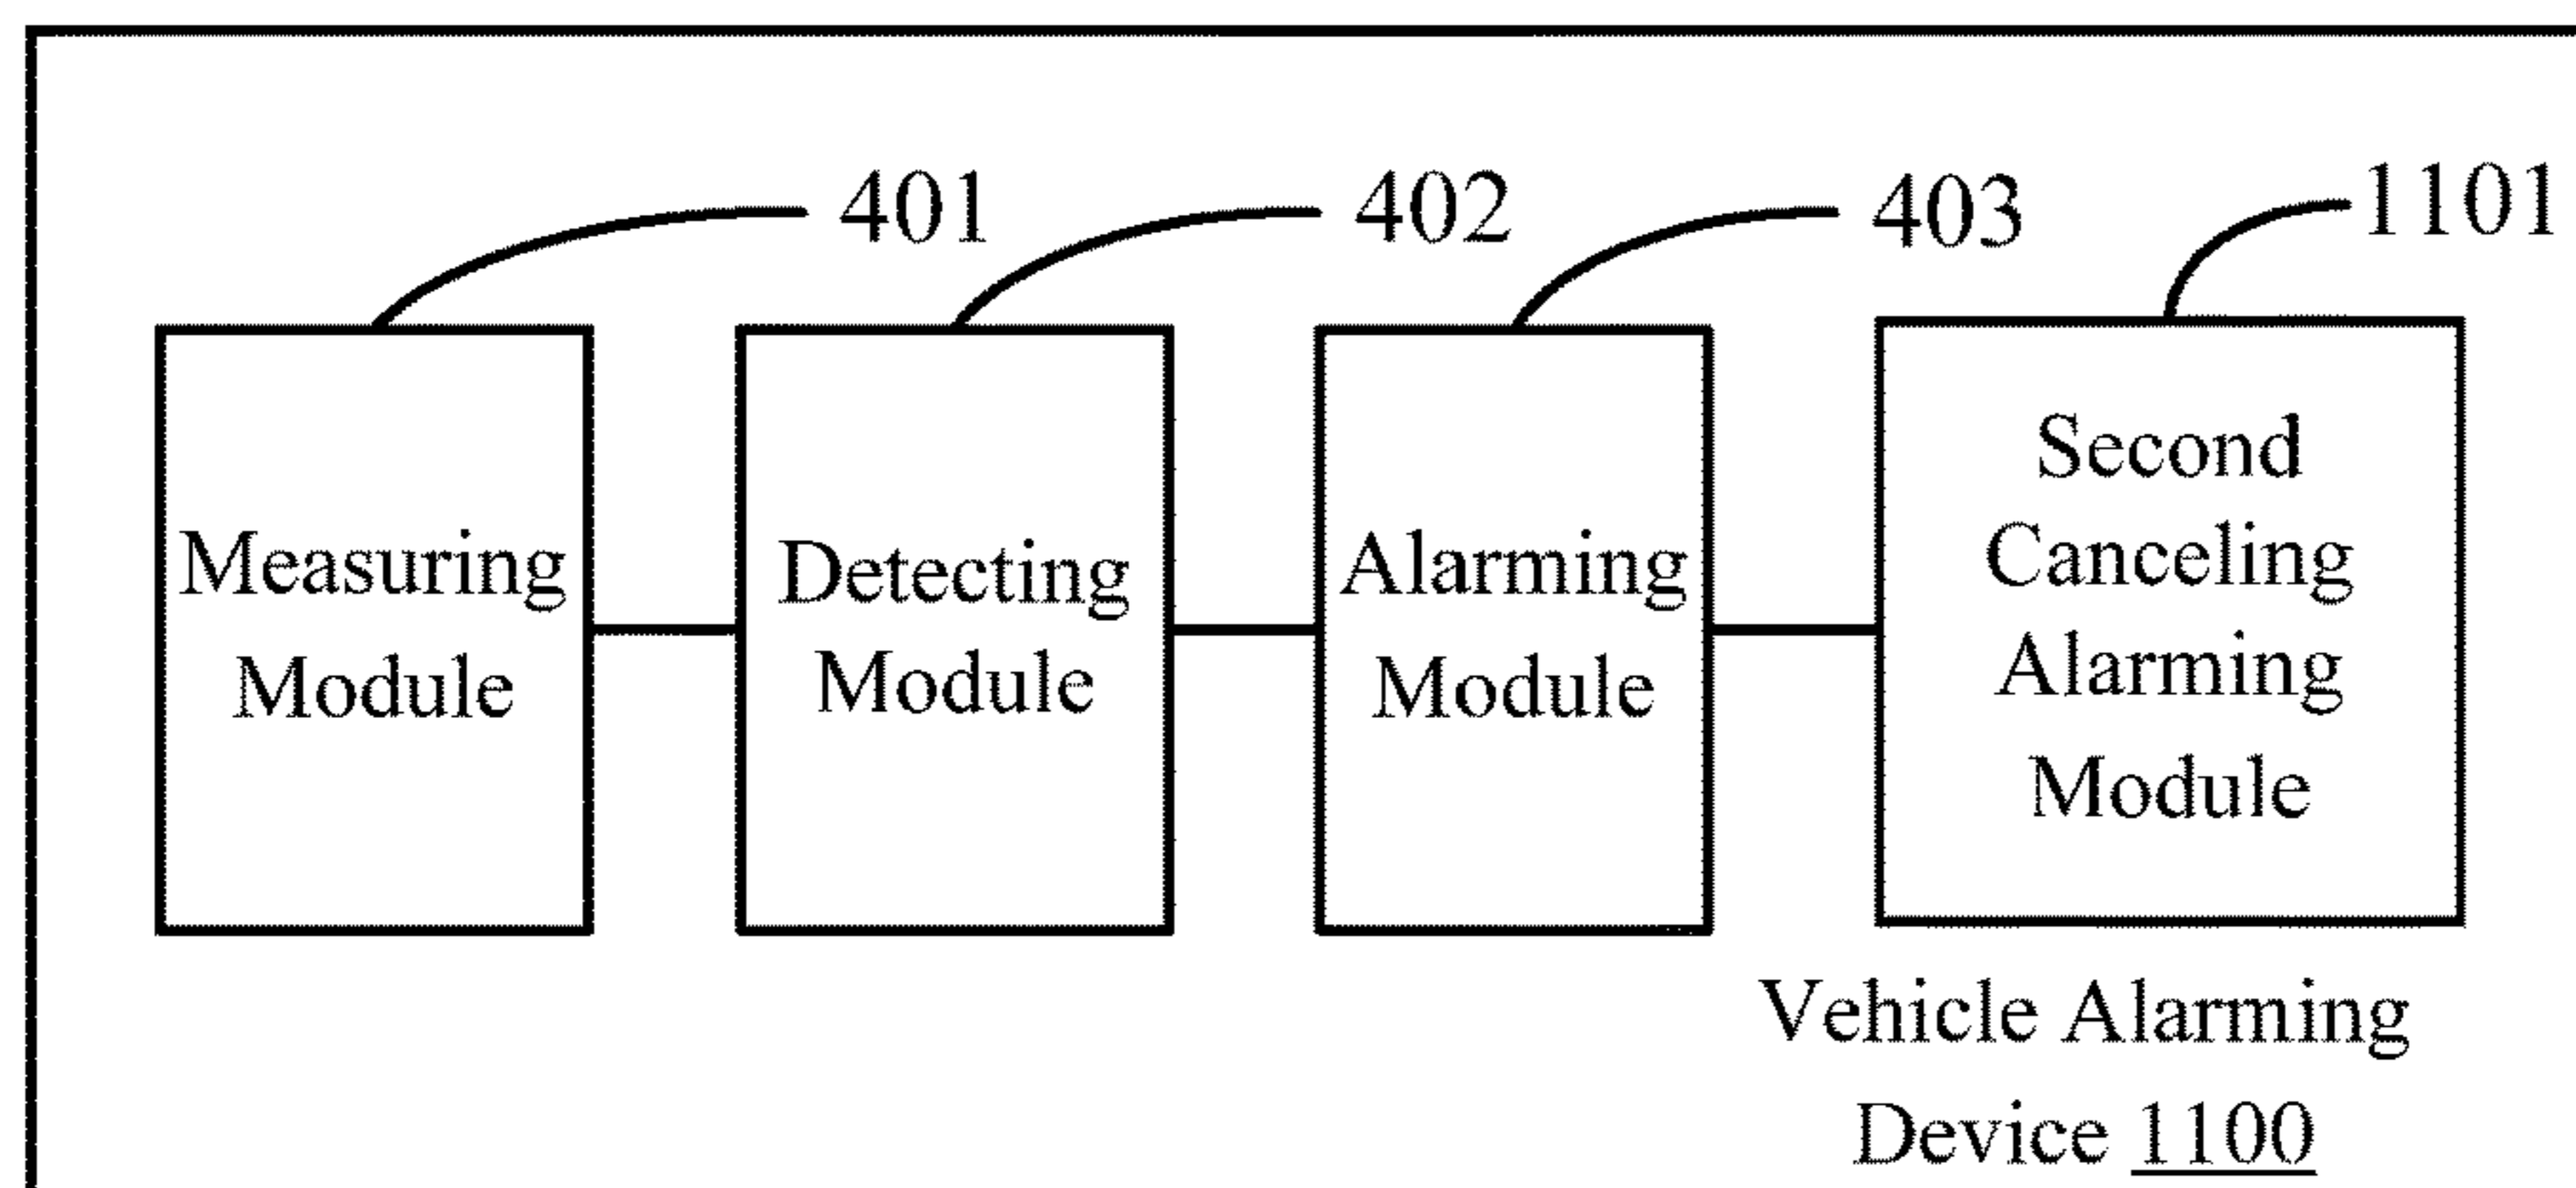 401
402
403
1101
Measuring
Module
Detecting
Module
Alarming
Module
Second
Canceling
Alarming
Module
Vehicle Alarming
Device 1100